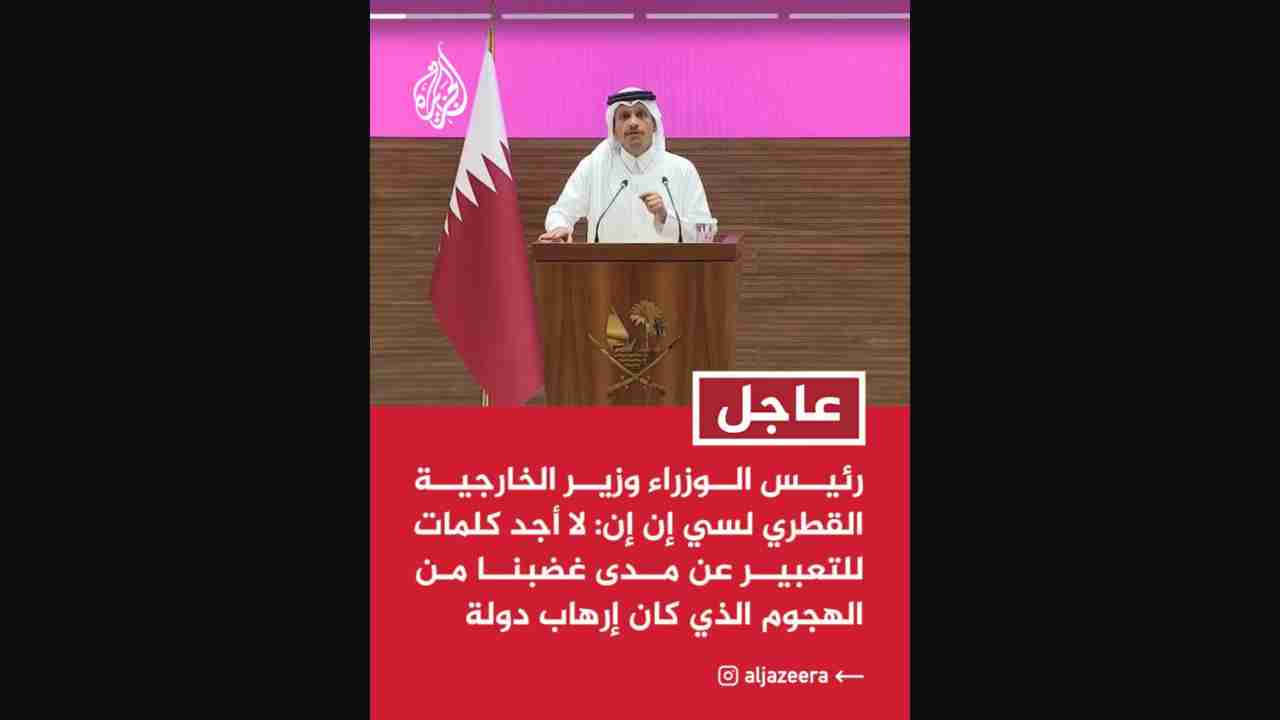 الجزيرة
عاجل
رئيس الوزراء وزير الخارجية
القطري لسي إن إن: لا أجد كلمات
للتعبير عن مدى غضبنا من
الهجوم الذي كان إرهاب دولة
aljazeera